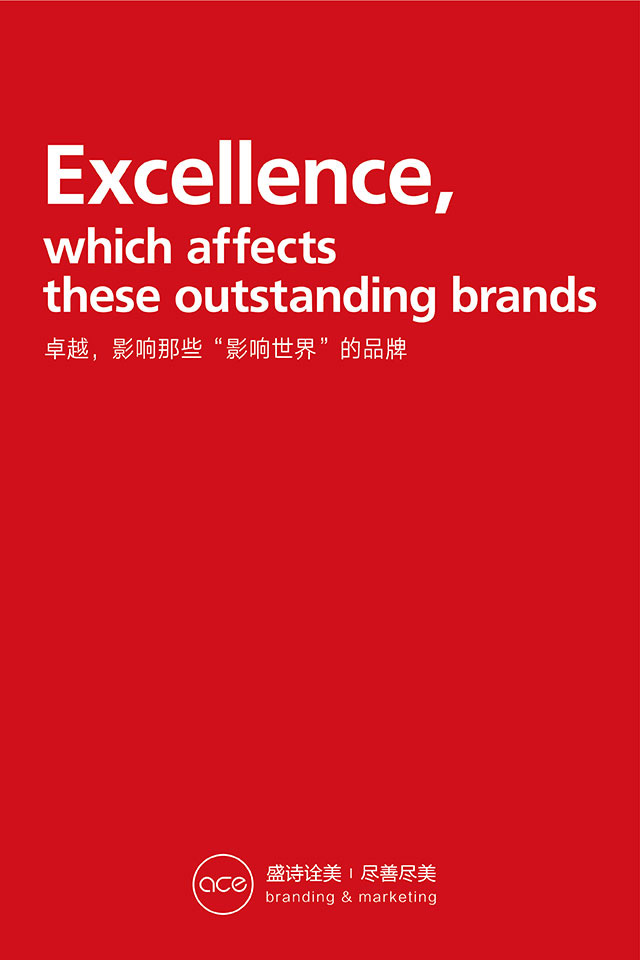 Excellence,
which affects
these outstanding brands
卓越，影响那些“影响世界”的品牌
ace
盛诗诠美 | 尽善尽美
branding & marketing